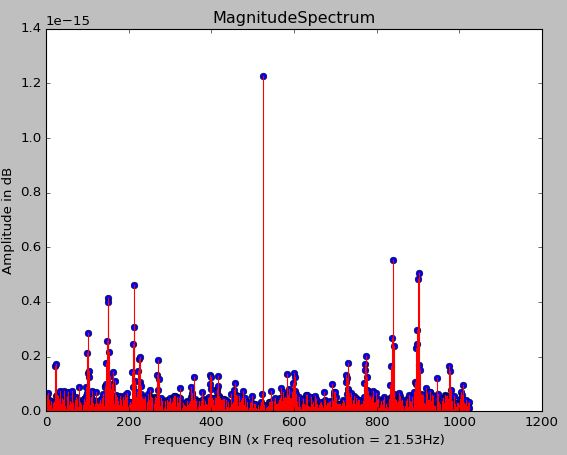 MagnitudeSpectrum
1e−15
1.4
1.2
1.0
0.8
0.6
0.4
0.2
0.0
Amplitude in dB
0 200 400 600 800 1000 1200
Frequency BIN (x Freq resolution = 21.53Hz)